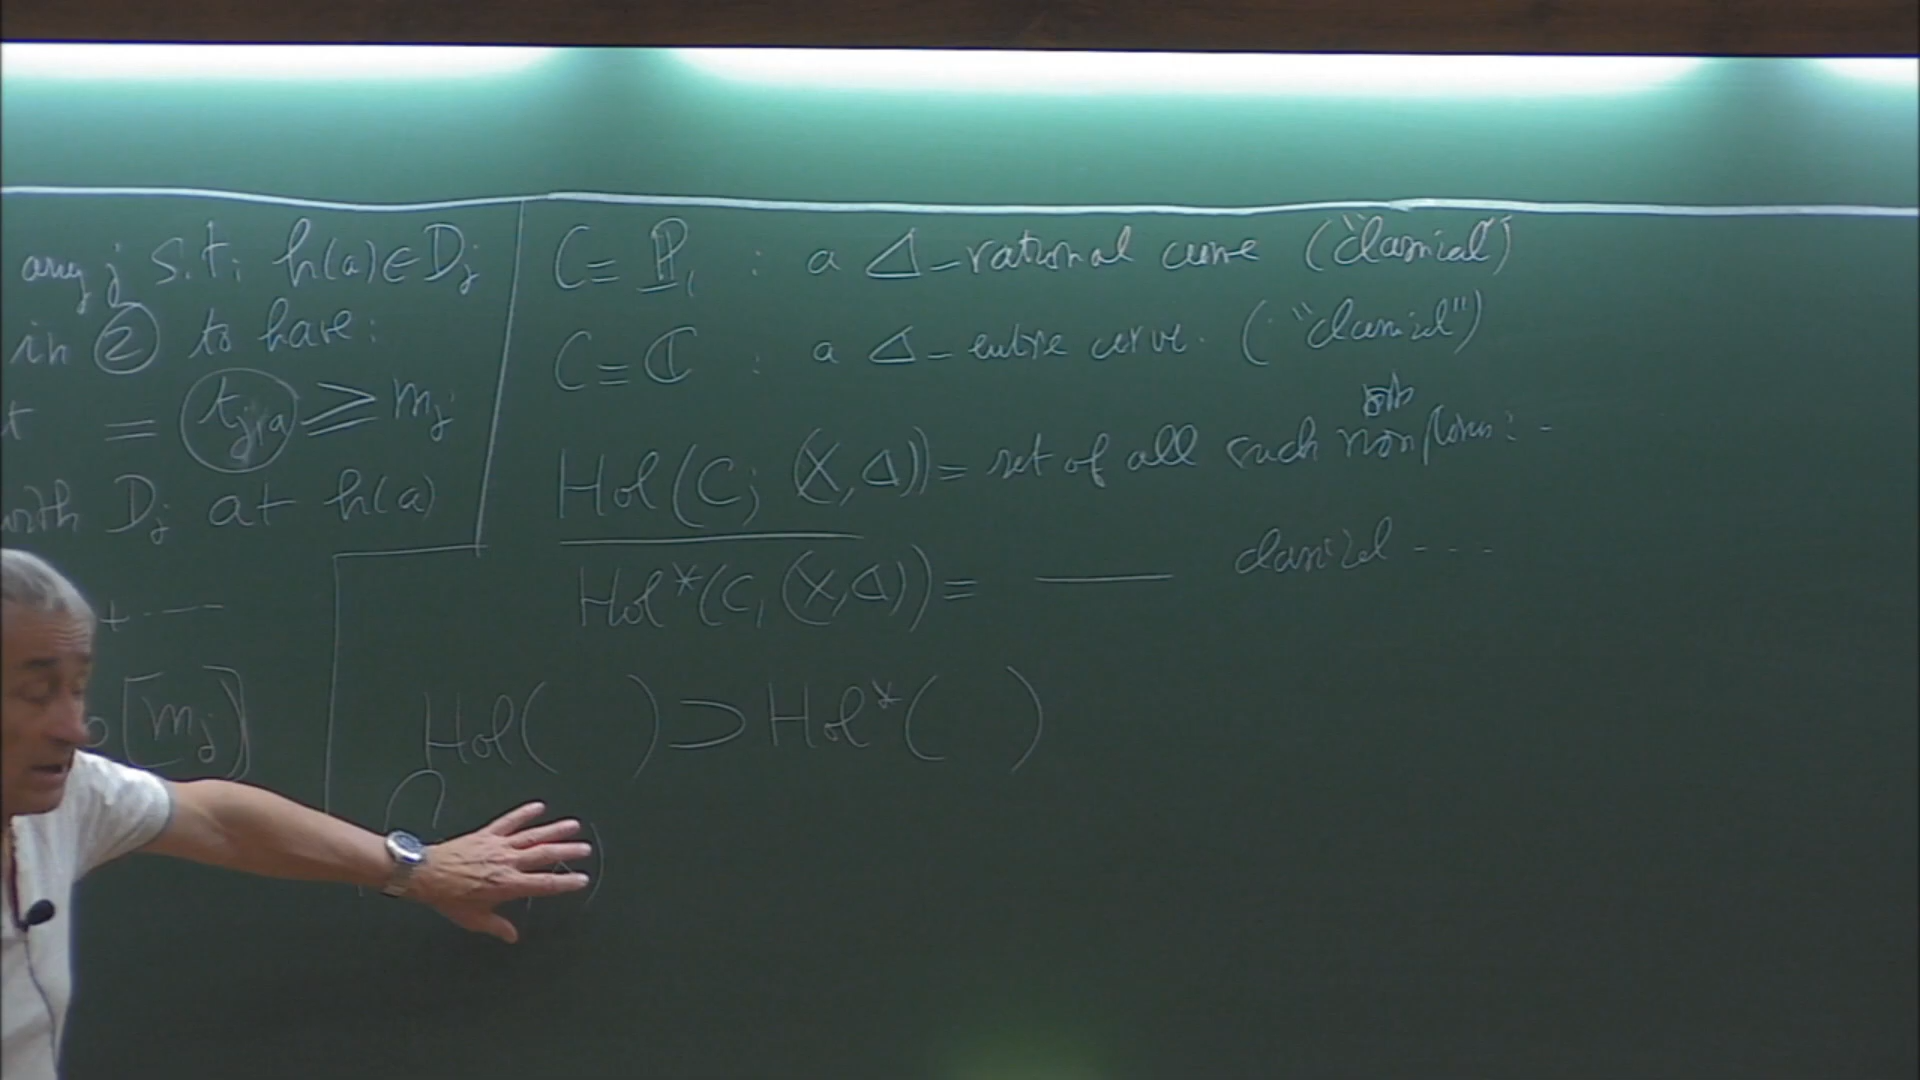 any j s.t. h(a) ∈ D_j
in ② to have:
t = t_{j,a} ≥ m_j
with D_j at h(a)
+ ----
[m_j]
C = P_1 : a Δ-rational curve ("classical")
C = ℂ : a Δ-entire curve. ("classical")
Hol(C; (X,Δ)) = set of all such orb morphisms: -
Hol*(C, (X,Δ)) = —— classical ---
Hol( ) ⊃ Hol*( )